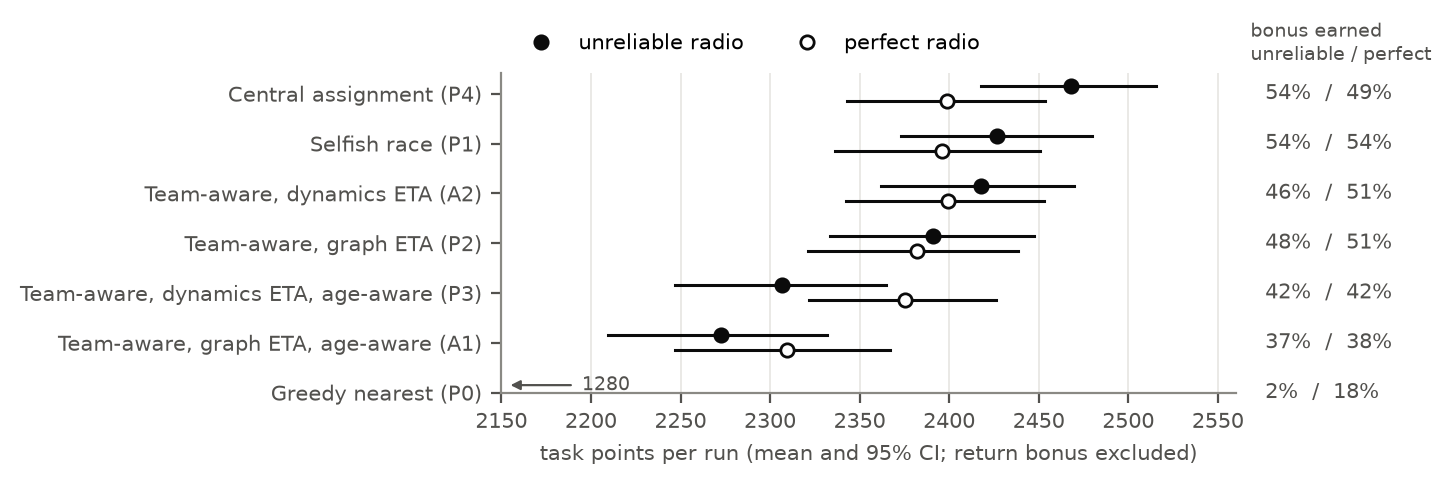 unreliable radio perfect radio
bonus earned
unreliable / perfect
Central assignment (P4) 54% / 49%
Selfish race (P1) 54% / 54%
Team-aware, dynamics ETA (A2) 46% / 51%
Team-aware, graph ETA (P2) 48% / 51%
Team-aware, dynamics ETA, age-aware (P3) 42% / 42%
Team-aware, graph ETA, age-aware (A1) 37% / 38%
Greedy nearest (P0) 1280 2% / 18%
2150 2200 2250 2300 2350 2400 2450 2500 2550
task points per run (mean and 95% CI; return bonus excluded)